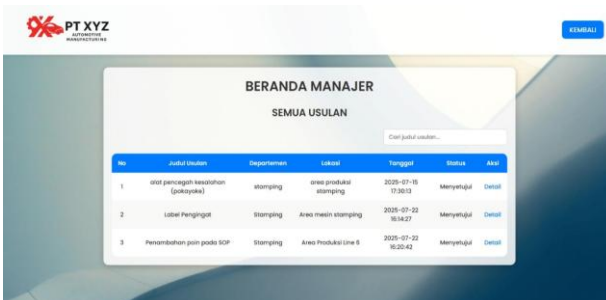 PT XYZ
AUTOMOTIVE
MANUFACTURING
KEMBALI
BERANDA MANAJER
SEMUA USULAN
Cari judul usulan...
No Judul Usulan Departemen Lokasi Tanggal Status Aksi
1 alat pencegah kesalahan (pokayoke) stamping area produksi stamping 2025-07-15 17:36:13 Menyetujui Detail
2 Label Pengingat Stamping Area mesin stamping 2025-07-22 16:14:27 Menyetujui Detail
3 Penambahan poin pada SOP Stamping Area Produksi Line 6 2025-07-22 16:20:42 Menyetujui Detail